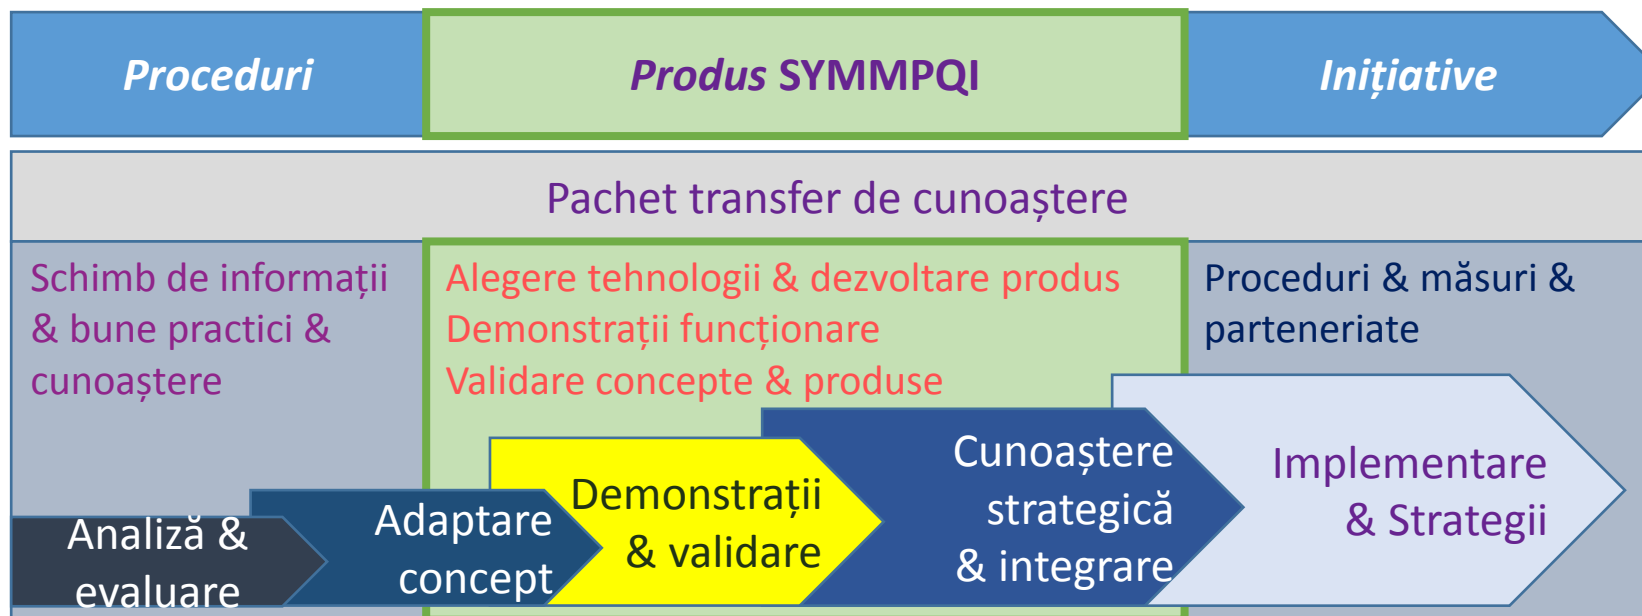 Proceduri
Produs SYMMPQI
Inițiative
Pachet transfer de cunoaștere
Schimb de informații
& bune practici &
cunoaștere
Alegere tehnologii & dezvoltare produs
Demonstrații funcționare
Validare concepte & produse
Proceduri & măsuri &
parteneriate
Analiză &
evaluare
Adaptare
concept
Demonstrații
& validare
Cunoaștere
strategică
& integrare
Implementare
& Strategii